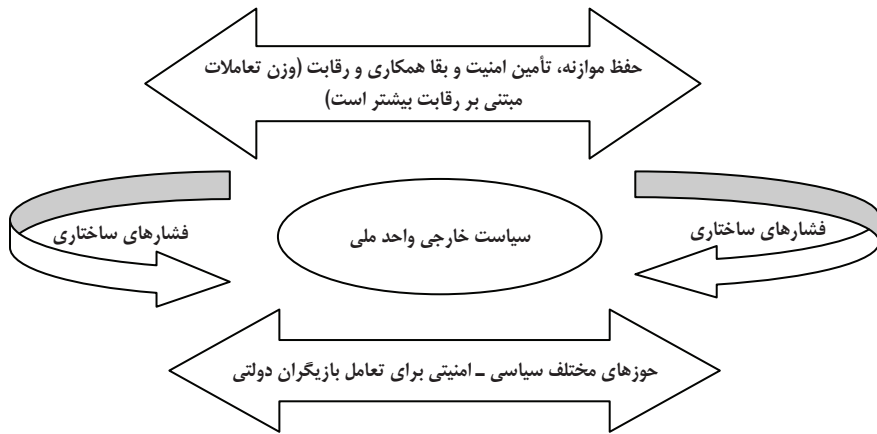 حفظ موازنه، تأمین امنیت و بقا همکاری و رقابت (وزن تعاملات
مبتنی بر رقابت بیشتر است)
فشارهای ساختاری
سیاست خارجی واحد ملی
فشارهای ساختاری
حوزهای مختلف سیاسی ـ امنیتی برای تعامل بازیگران دولتی